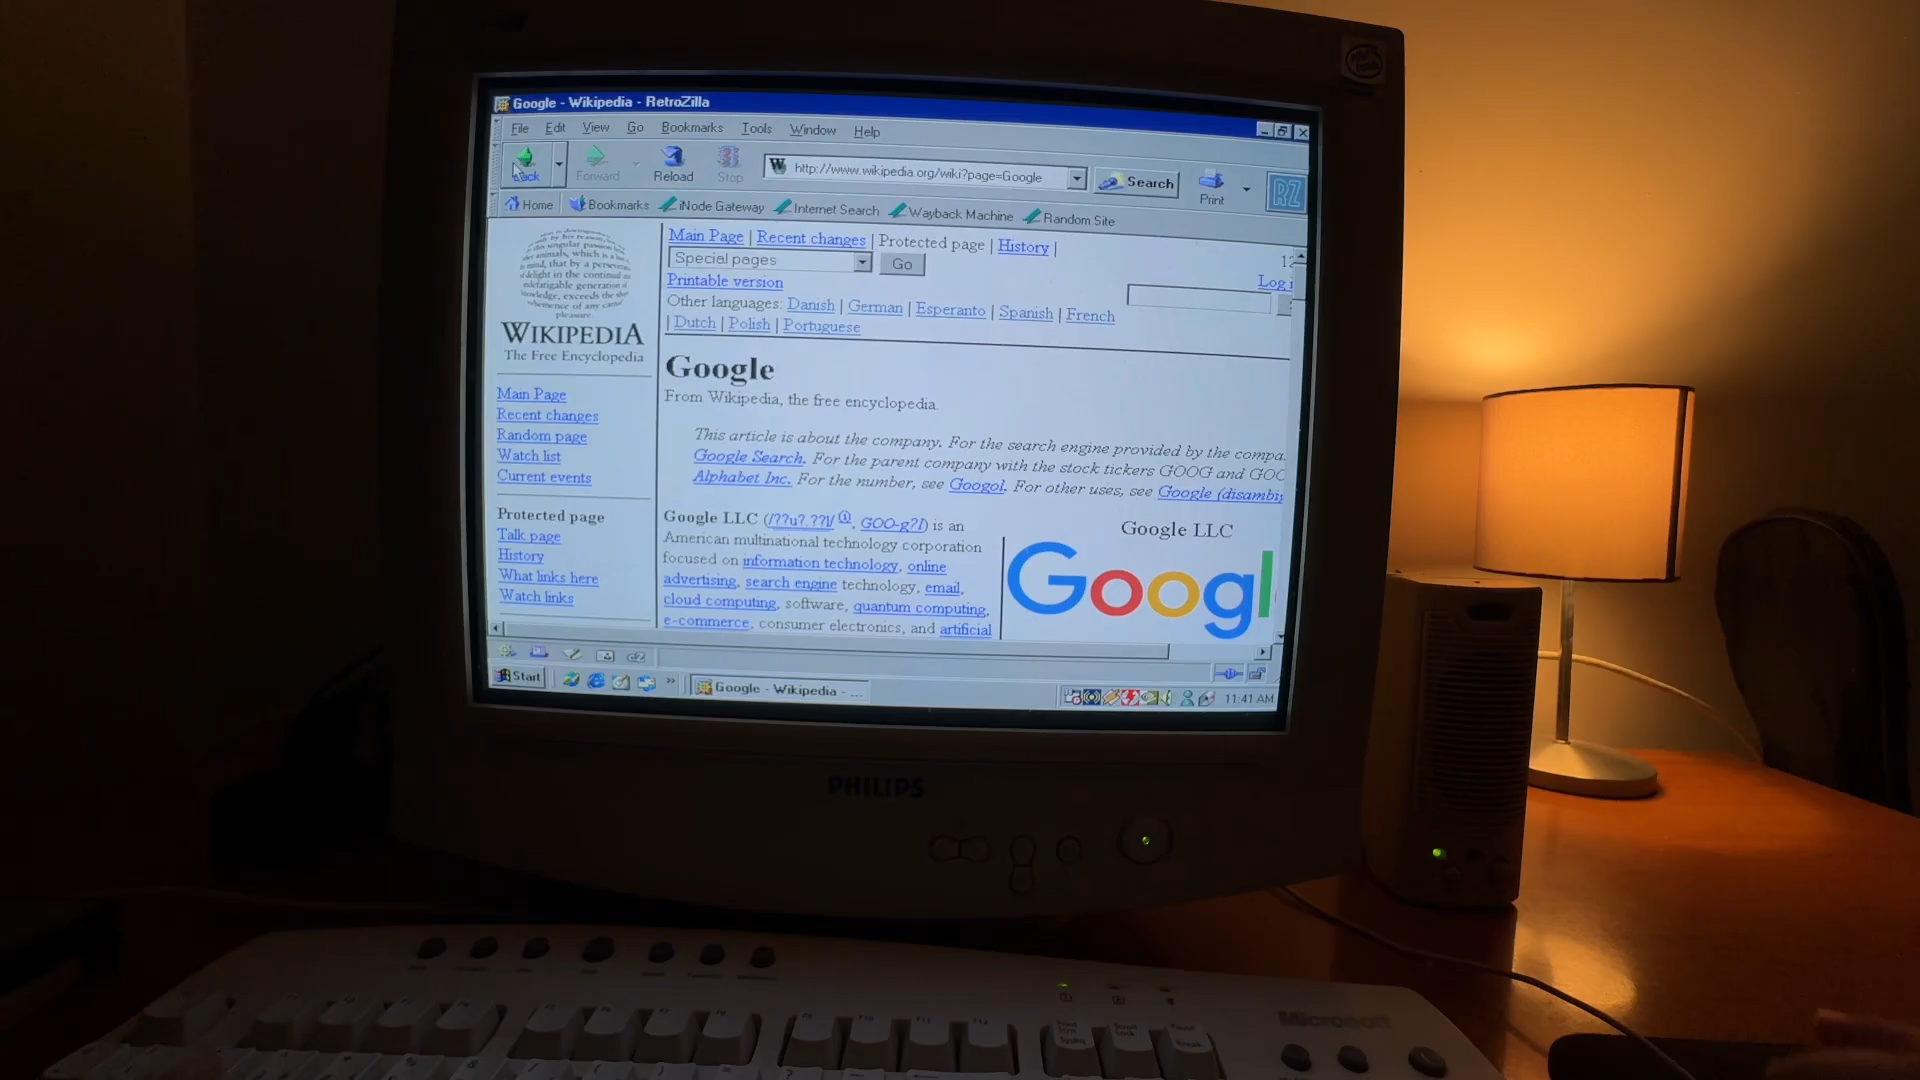 Google - Wikipedia - RetroZilla
File Edit View Go Bookmarks Tools Window Help
Back Forward Reload Stop http://www.wikipedia.org/wiki?page=Google Search Print RZ
Home Bookmarks iNode Gateway Internet Search Wayback Machine Random Site
WIKIPEDIA
The Free Encyclopedia
Main Page
Recent changes
Random page
Watch list
Current events
Protected page
Talk page
History
What links here
Watch links
Main Page | Recent changes | Protected page | History |
Special pages Go
Printable version
Log
Other languages: Danish | German | Esperanto | Spanish | French
| Dutch | Polish | Portuguese
Google
From Wikipedia, the free encyclopedia.
This article is about the company. For the search engine provided by the compa
Google Search. For the parent company with the stock tickers GOOG and GOO
Alphabet Inc. For the number, see Googol. For other uses, see Google (disambig
Google LLC (/??u?.??l/ , GOO-g?l) is an
American multinational technology corporation
focused on information technology, online
advertising, search engine technology, email,
cloud computing, software, quantum computing,
e-commerce, consumer electronics, and artificial
Google LLC
Googl
Start Google - Wikipedia - ... 11:41 AM
PHILIPS
Microsoft